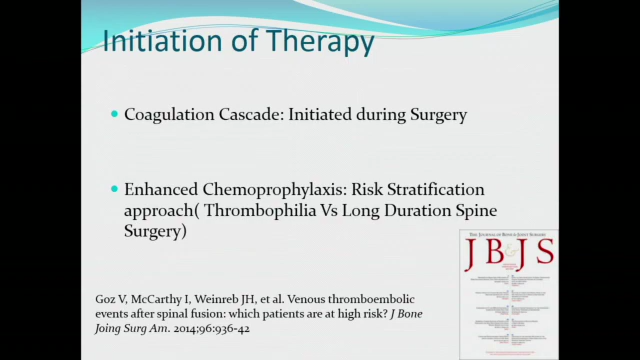 Initiation of Therapy
Coagulation Cascade: Initiated during Surgery
Enhanced Chemoprophylaxis: Risk Stratification
approach( Thrombophilia Vs Long Duration Spine
Surgery)
THE JOURNAL OF BONE & JOINT SURGERY
J B & J S
Goz V, McCarthy I, Weinreb JH, et al. Venous thromboembolic
events after spinal fusion: which patients are at high risk? J Bone
Joing Surg Am. 2014;96:936-42